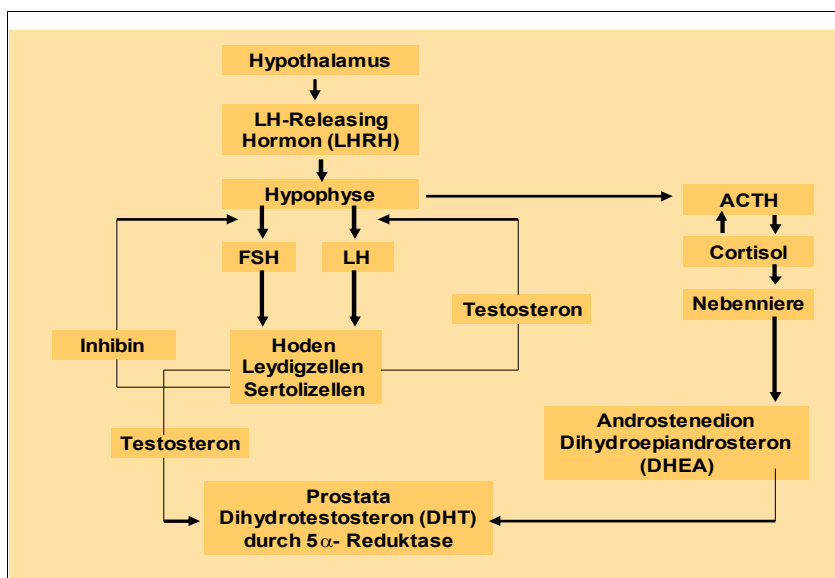 Hypothalamus
LH-Releasing
Hormon (LHRH)
Hypophyse
ACTH
FSH
LH
Cortisol
Nebenniere
Testosteron
Inhibin
Hoden
Leydigzellen
Sertolizellen
Testosteron
Androstenedion
Dihydroepiandrosteron
(DHEA)
Prostata
Dihydrotestosteron (DHT)
durch 5α- Reduktase